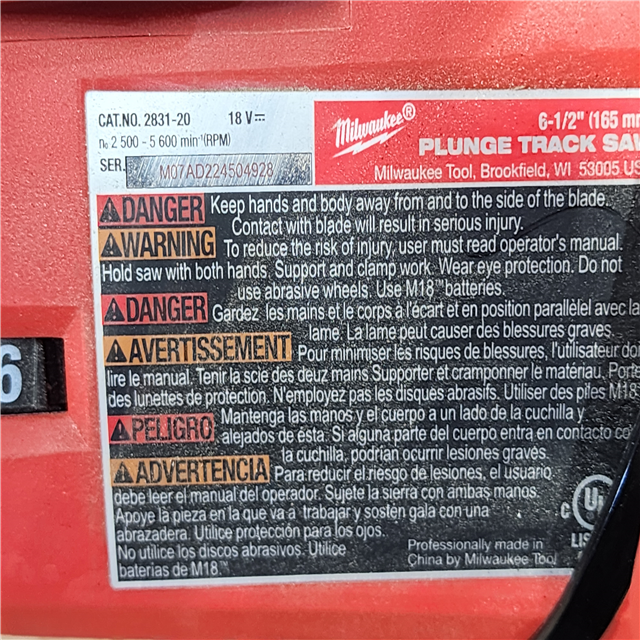 CAT.NO. 2831-20 18 V⎓
n₀ 2 500 - 5 600 min⁻¹(RPM)
SER. M07AD224504928
Milwaukee®
6-1/2" (165 mm
PLUNGE TRACK SAW
Milwaukee Tool, Brookfield, WI 53005 US
DANGER Keep hands and body away from and to the side of the blade.
Contact with blade will result in serious injury.
WARNING To reduce the risk of injury, user must read operator's manual.
Hold saw with both hands. Support and clamp work. Wear eye protection. Do not
use abrasive wheels. Use M18™ batteries.
DANGER Gardez les mains et le corps à l'écart et en position parallèlel avec la
lame. La lame peut causer des blessures graves.
AVERTISSEMENT Pour minimiser les risques de blessures, l'utilisateur doi
lire le manuel. Tenir la scie des deux mains. Supporter et cramponner le matériau. Porte
des lunettes de protection. N'employez pas les disques abrasifs. Utiliser des piles M18
PELIGRO Mantenga las manos y el cuerpo a un lado de la cuchilla y
alejados de ésta. Si alguna parte del cuerpo entra en contacto co
la cuchilla, podrían ocurrir lesiones gravés.
ADVERTENCIA Para reducir el riesgo de lesiones, el usuario
debe leer el manual del operador. Sujete la sierra con ambas manos.
Apoye la pieza en la que va á trabajar y sosten gala con una
abrazadera. Utilice protección para los ojos.
No utilice los discos abrasivos. Utilice
baterías de M18.™
Professionally made in
China by Milwaukee Tool
c UL
LIS
6